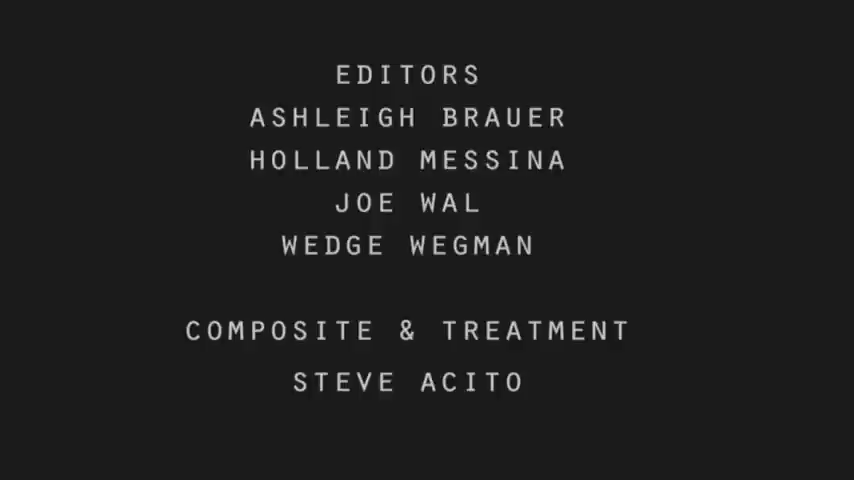 EDITORS
ASHLEIGH BRAUER
HOLLAND MESSINA
JOE WAL
WEDGE WEGMAN
COMPOSITE & TREATMENT
STEVE ACITO